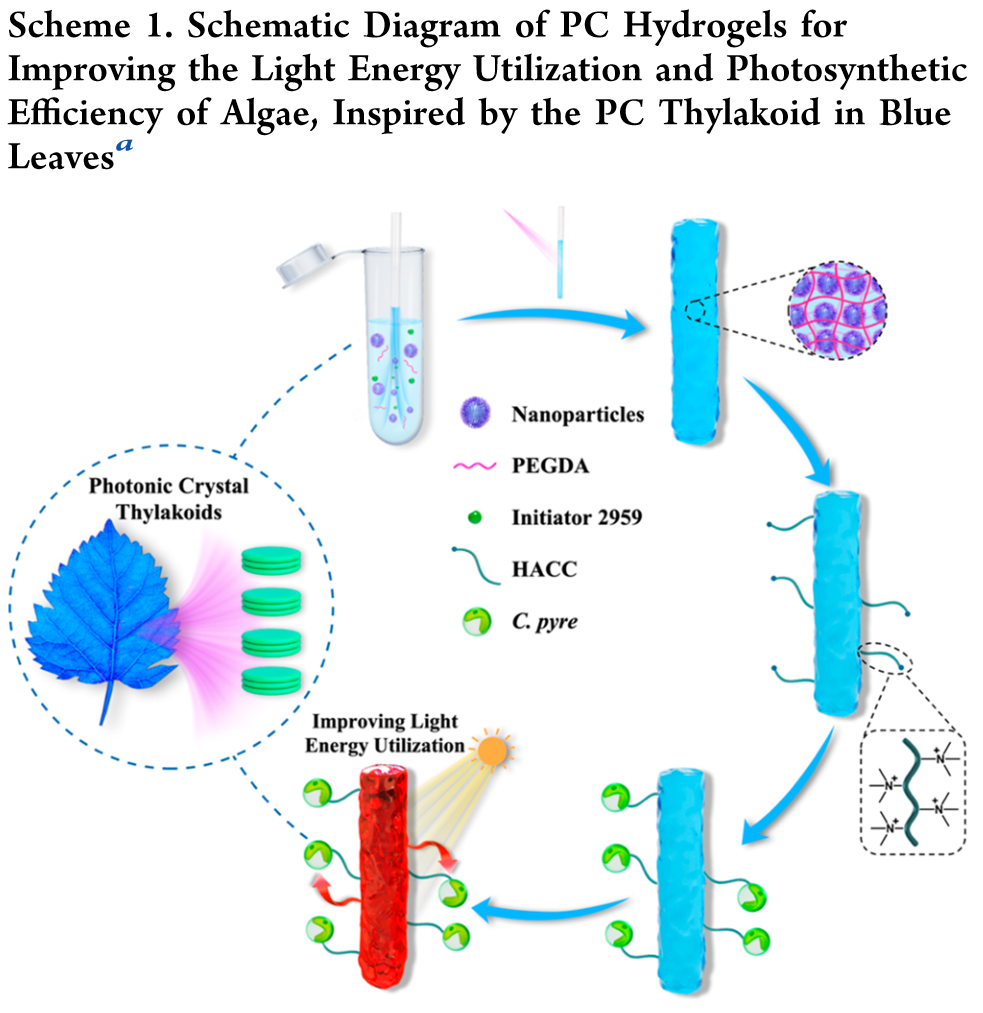 Scheme 1. Schematic Diagram of PC Hydrogels for
Improving the Light Energy Utilization and Photosynthetic
Efficiency of Algae, Inspired by the PC Thylakoid in Blue
Leaves^a
Nanoparticles
PEGDA
Initiator 2959
HACC
C. pyre
Photonic Crystal
Thylakoids
Improving Light
Energy Utilization
N+
N+
N+
N+